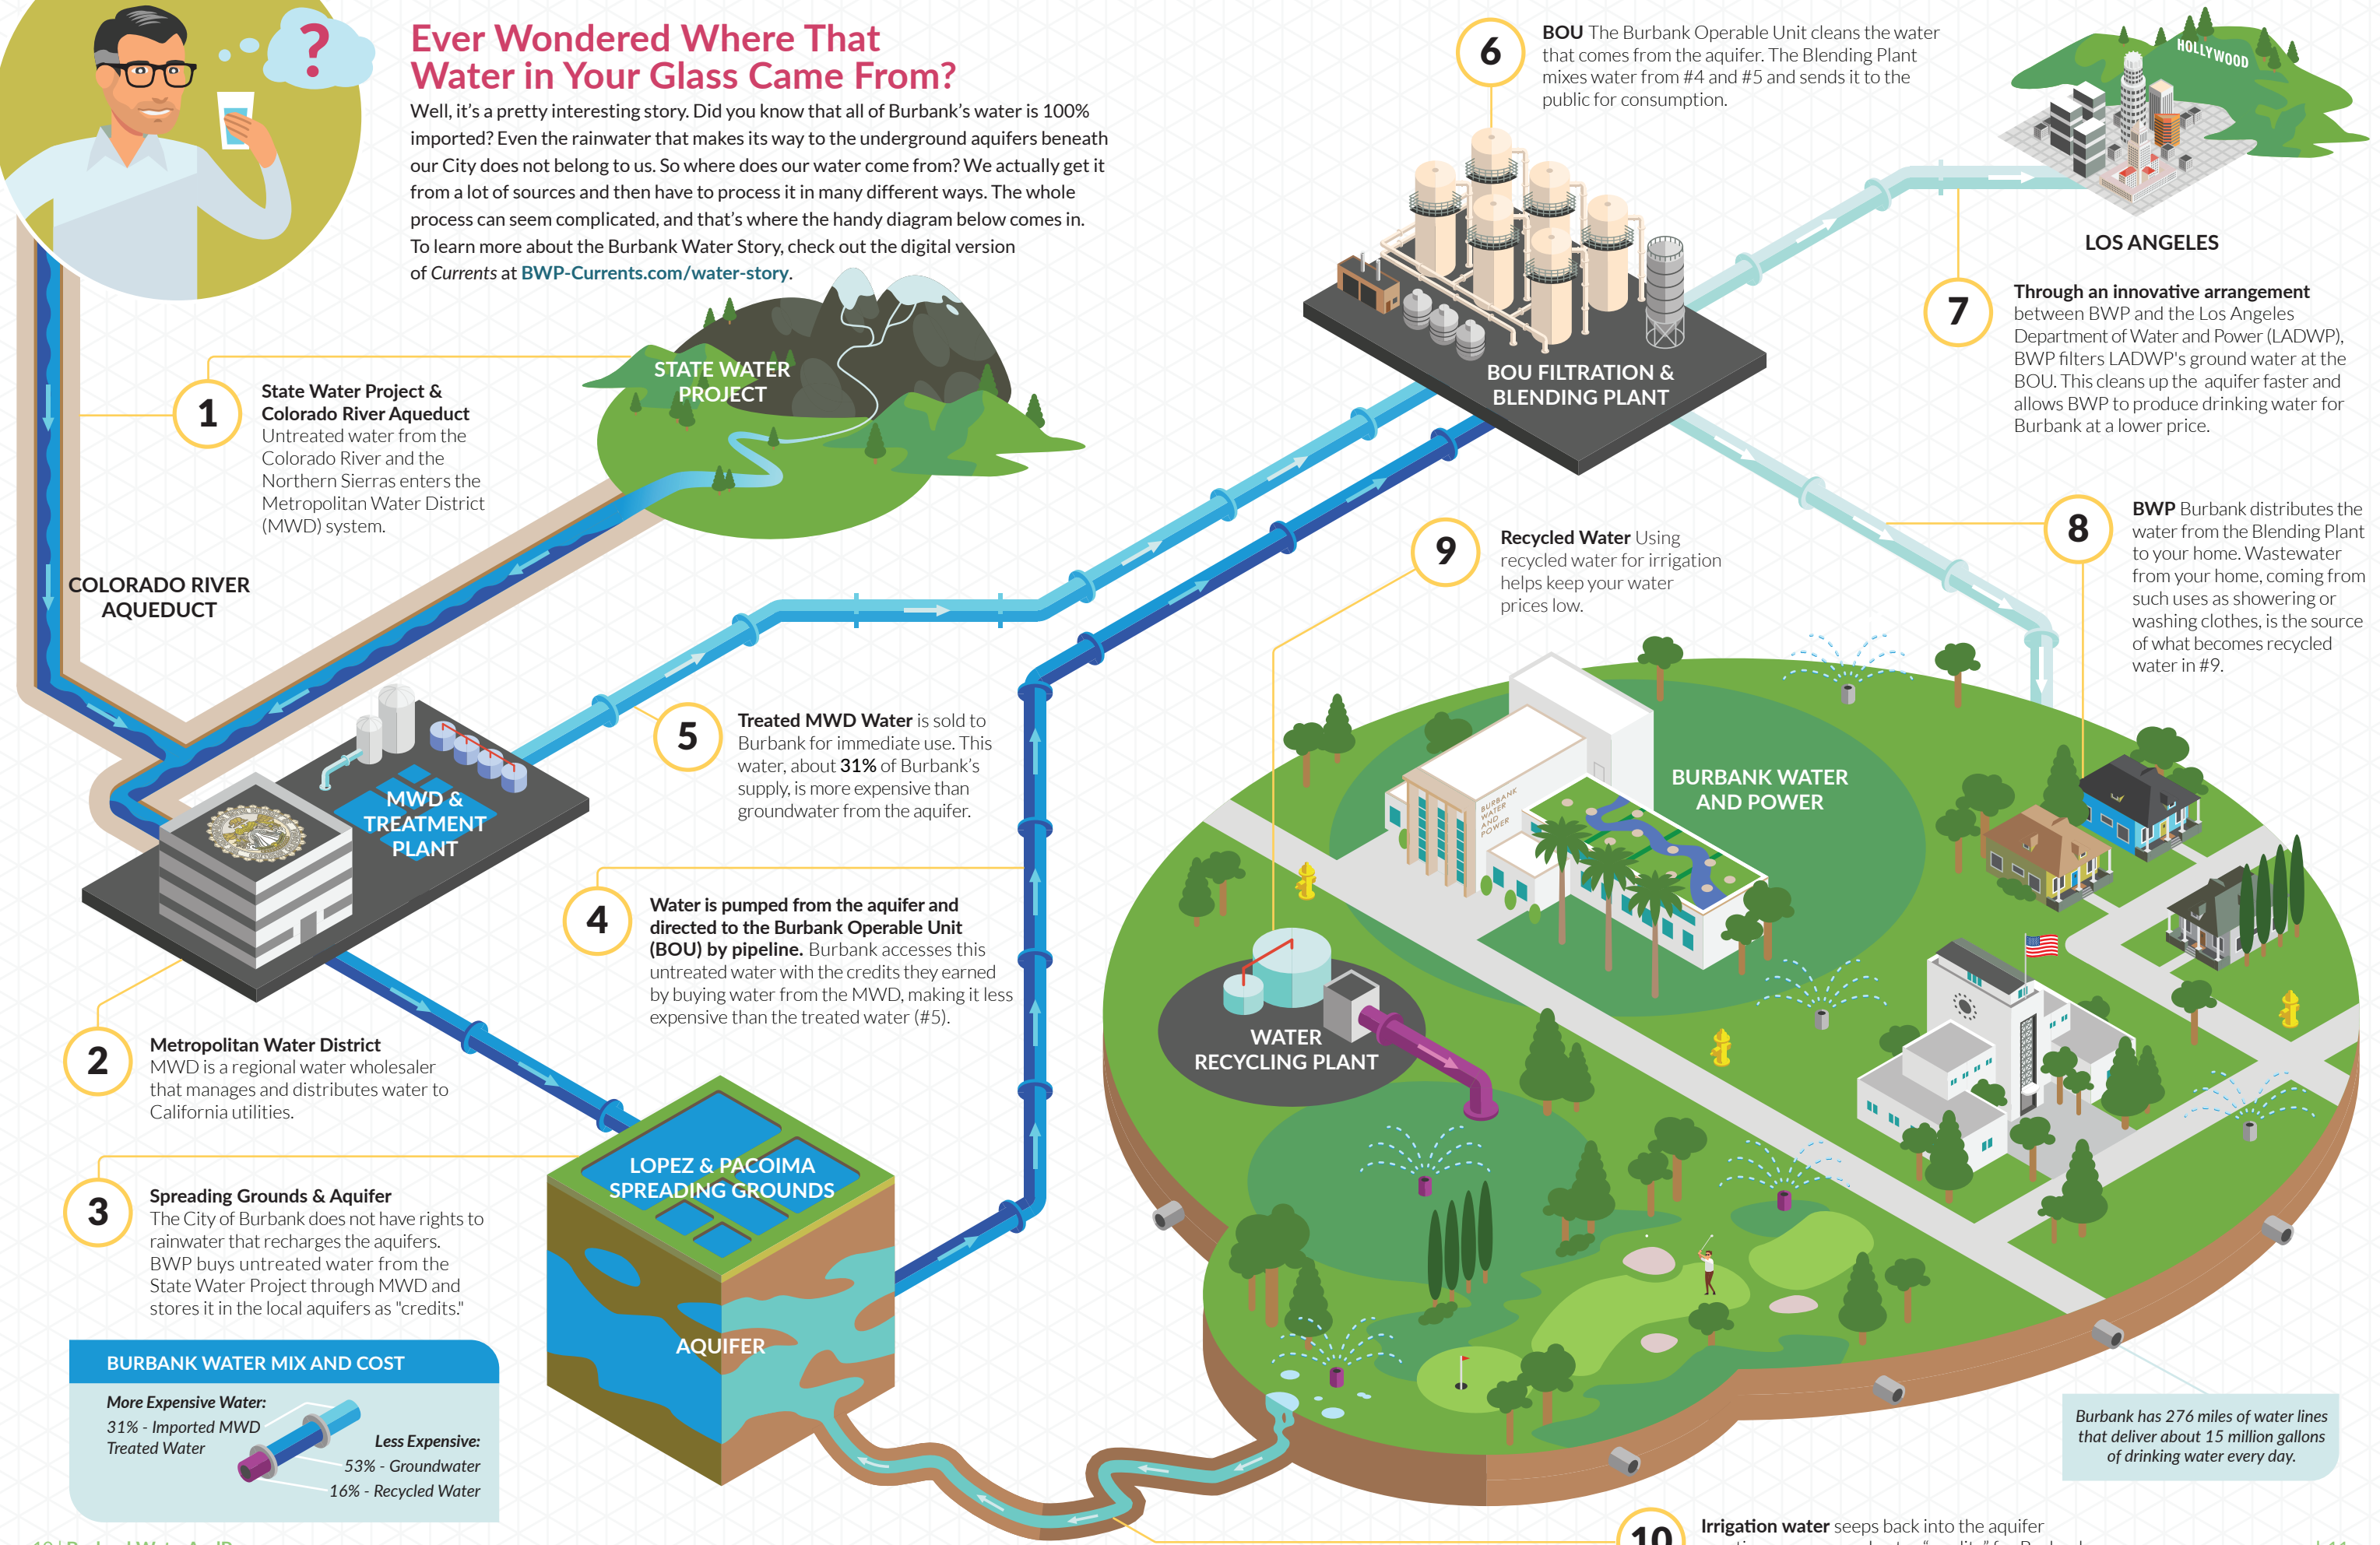 Ever Wondered Where That
Water in Your Glass Came From?
Well, it’s a pretty interesting story. Did you know that all of Burbank’s water is 100%
imported? Even the rainwater that makes its way to the underground aquifers beneath
our City does not belong to us. So where does our water come from? We actually get it
from a lot of sources and then have to process it in many different ways. The whole
process can seem complicated, and that’s where the handy diagram below comes in.
To learn more about the Burbank Water Story, check out the digital version
of Currents at BWP-Currents.com/water-story.
?
1
State Water Project &
Colorado River Aqueduct
Untreated water from the
Colorado River and the
Northern Sierras enters the
Metropolitan Water District
(MWD) system.
STATE WATER
PROJECT
COLORADO RIVER
AQUEDUCT
MWD &
TREATMENT
PLANT
2
Metropolitan Water District
MWD is a regional water wholesaler
that manages and distributes water to
California utilities.
3
Spreading Grounds & Aquifer
The City of Burbank does not have rights to
rainwater that recharges the aquifers.
BWP buys untreated water from the
State Water Project through MWD and
stores it in the local aquifers as "credits."
LOPEZ & PACOIMA
SPREADING GROUNDS
AQUIFER
4
Water is pumped from the aquifer and
directed to the Burbank Operable Unit
(BOU) by pipeline. Burbank accesses this
untreated water with the credits they earned
by buying water from the MWD, making it less
expensive than the treated water (#5).
5
Treated MWD Water is sold to
Burbank for immediate use. This
water, about 31% of Burbank’s
supply, is more expensive than
groundwater from the aquifer.
6
BOU The Burbank Operable Unit cleans the water
that comes from the aquifer. The Blending Plant
mixes water from #4 and #5 and sends it to the
public for consumption.
BOU FILTRATION &
BLENDING PLANT
HOLLYWOOD
LOS ANGELES
7
Through an innovative arrangement
between BWP and the Los Angeles
Department of Water and Power (LADWP),
BWP filters LADWP's ground water at the
BOU. This cleans up the aquifer faster and
allows BWP to produce drinking water for
Burbank at a lower price.
8
BWP Burbank distributes the
water from the Blending Plant
to your home. Wastewater
from your home, coming from
such uses as showering or
washing clothes, is the source
of what becomes recycled
water in #9.
9
Recycled Water Using
recycled water for irrigation
helps keep your water
prices low.
BURBANK WATER
AND POWER
BURBANK
WATER
AND
POWER
WATER
RECYCLING PLANT
BURBANK WATER MIX AND COST
More Expensive Water:
31% - Imported MWD
Treated Water
Less Expensive:
53% - Groundwater
16% - Recycled Water
Burbank has 276 miles of water lines
that deliver about 15 million gallons
of drinking water every day.
10
Irrigation water seeps back into the aquifer